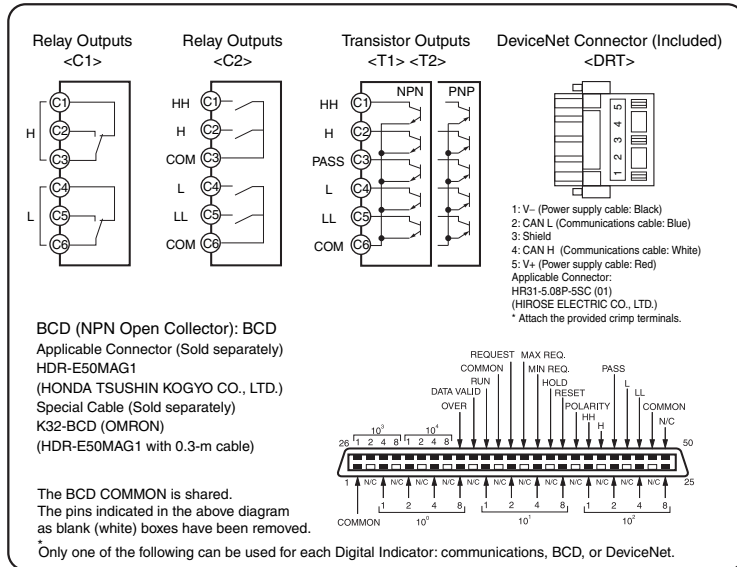 Relay Outputs
<C1>
C1
H
C2
C3
C4
L
C5
C6
Relay Outputs
<C2>
HH C1
H C2
COM C3
L C4
LL C5
COM C6
Transistor Outputs
<T1> <T2>
NPN PNP
HH C1
H C2
PASS C3
L C4
LL C5
COM C6
DeviceNet Connector (Included)
<DRT>
1 2 3 4 5
1: V– (Power supply cable: Black)
2: CAN L (Communications cable: Blue)
3: Shield
4: CAN H (Communications cable: White)
5: V+ (Power supply cable: Red)
Applicable Connector:
HR31-5.08P-5SC (01)
(HIROSE ELECTRIC CO., LTD.)
* Attach the provided crimp terminals.
BCD (NPN Open Collector): BCD
Applicable Connector (Sold separately)
HDR-E50MAG1
(HONDA TSUSHIN KOGYO CO., LTD.)
Special Cable (Sold separately)
K32-BCD (OMRON)
(HDR-E50MAG1 with 0.3-m cable)
The BCD COMMON is shared.
The pins indicated in the above diagram
as blank (white) boxes have been removed.
REQUEST MAX REQ. PASS
COMMON MIN REQ. L
RUN HOLD LL
DATA VALID RESET COMMON
OVER POLARITY N/C
HH
H
10³ 10⁴
26 1 2 4 8 1 2 4 8 50
1 N/C N/C N/C N/C N/C N/C N/C N/C N/C N/C N/C N/C 25
COMMON 1 2 4 8 1 2 4 8 1 2 4 8
10⁰ 10¹ 10²
*
Only one of the following can be used for each Digital Indicator: communications, BCD, or DeviceNet.